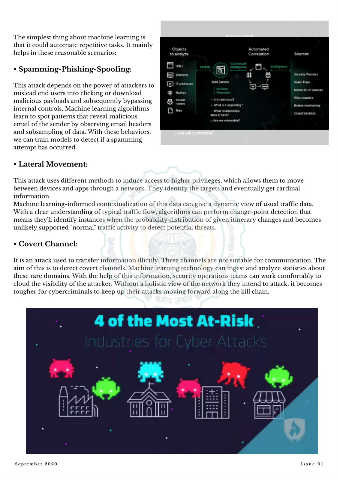 The simplest thing about machine learning is
that it could automate repetitive tasks. It mainly
helps in these reasonable scenarios:
• Spamming-Phishing-Spoofing:
This attack depends on the power of attackers to
mislead end users into clicking or download
malicious payloads and subsequently bypassing
internal controls. Machine learning algorithms
learn to spot patterns that reveal malicious
email of the sender by observing email headers
and subsampling of data. With these behaviors,
we can train models to detect if a spamming
attempt has occurred.
Objects
to analyze
Automated
Correlation
Sources
• Lateral Movement:
This attack uses different methods to induce access to higher privileges, which allows them to move
between devices and apps through a network. They identify the targets and eventually get cardinal
information.
Machine learning-informed contextualization of this data can give a dynamic view of usual traffic data.
With a clear understanding of typical traffic flow, algorithms can perform change-point detection that
means they'll identify instances when the probability distribution of given itinerary changes and becomes
unlikely supported "normal" traffic activity to detect potential threats.
• Covert Channel:
It is an attack used to transfer information illicitly. These channels are not suitable for communication. The
aim of this is to detect covert channels. Machine learning technology can ingest and analyze statistics about
these rare domains. With the help of this information, security operations teams can work comfortably to
cloud the visibility of the attacker. Without a holistic view of the network they intend to attack, it becomes
tougher for cybercriminals to keep up their attacks moving forward along the kill chain.
4 of the Most At-Risk
Industries for Cyber Attacks
September